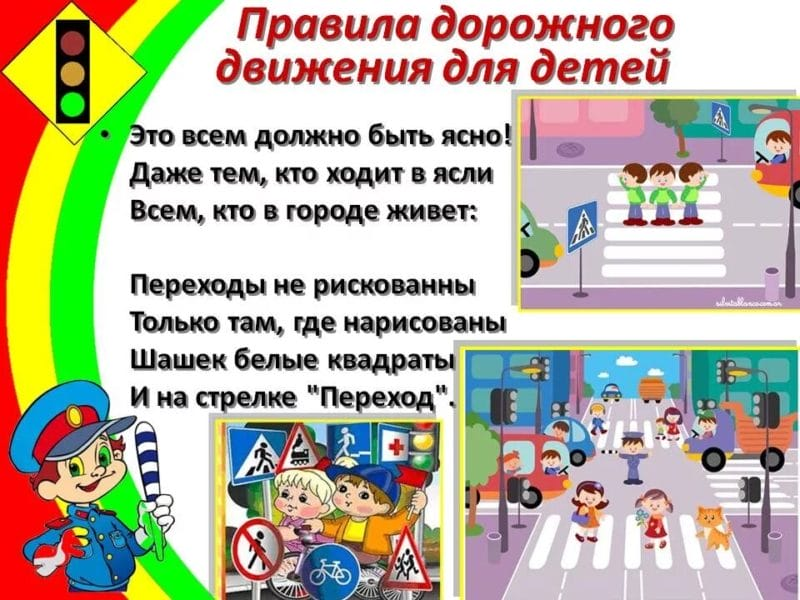 Правила дорожного
движения для детей
• Это всем должно быть ясно!
Даже тем, кто ходит в ясли
Всем, кто в городе живет:
Переходы не рискованны
Только там, где нарисованы
Шашек белые квадраты
И на стрелке "Переход".